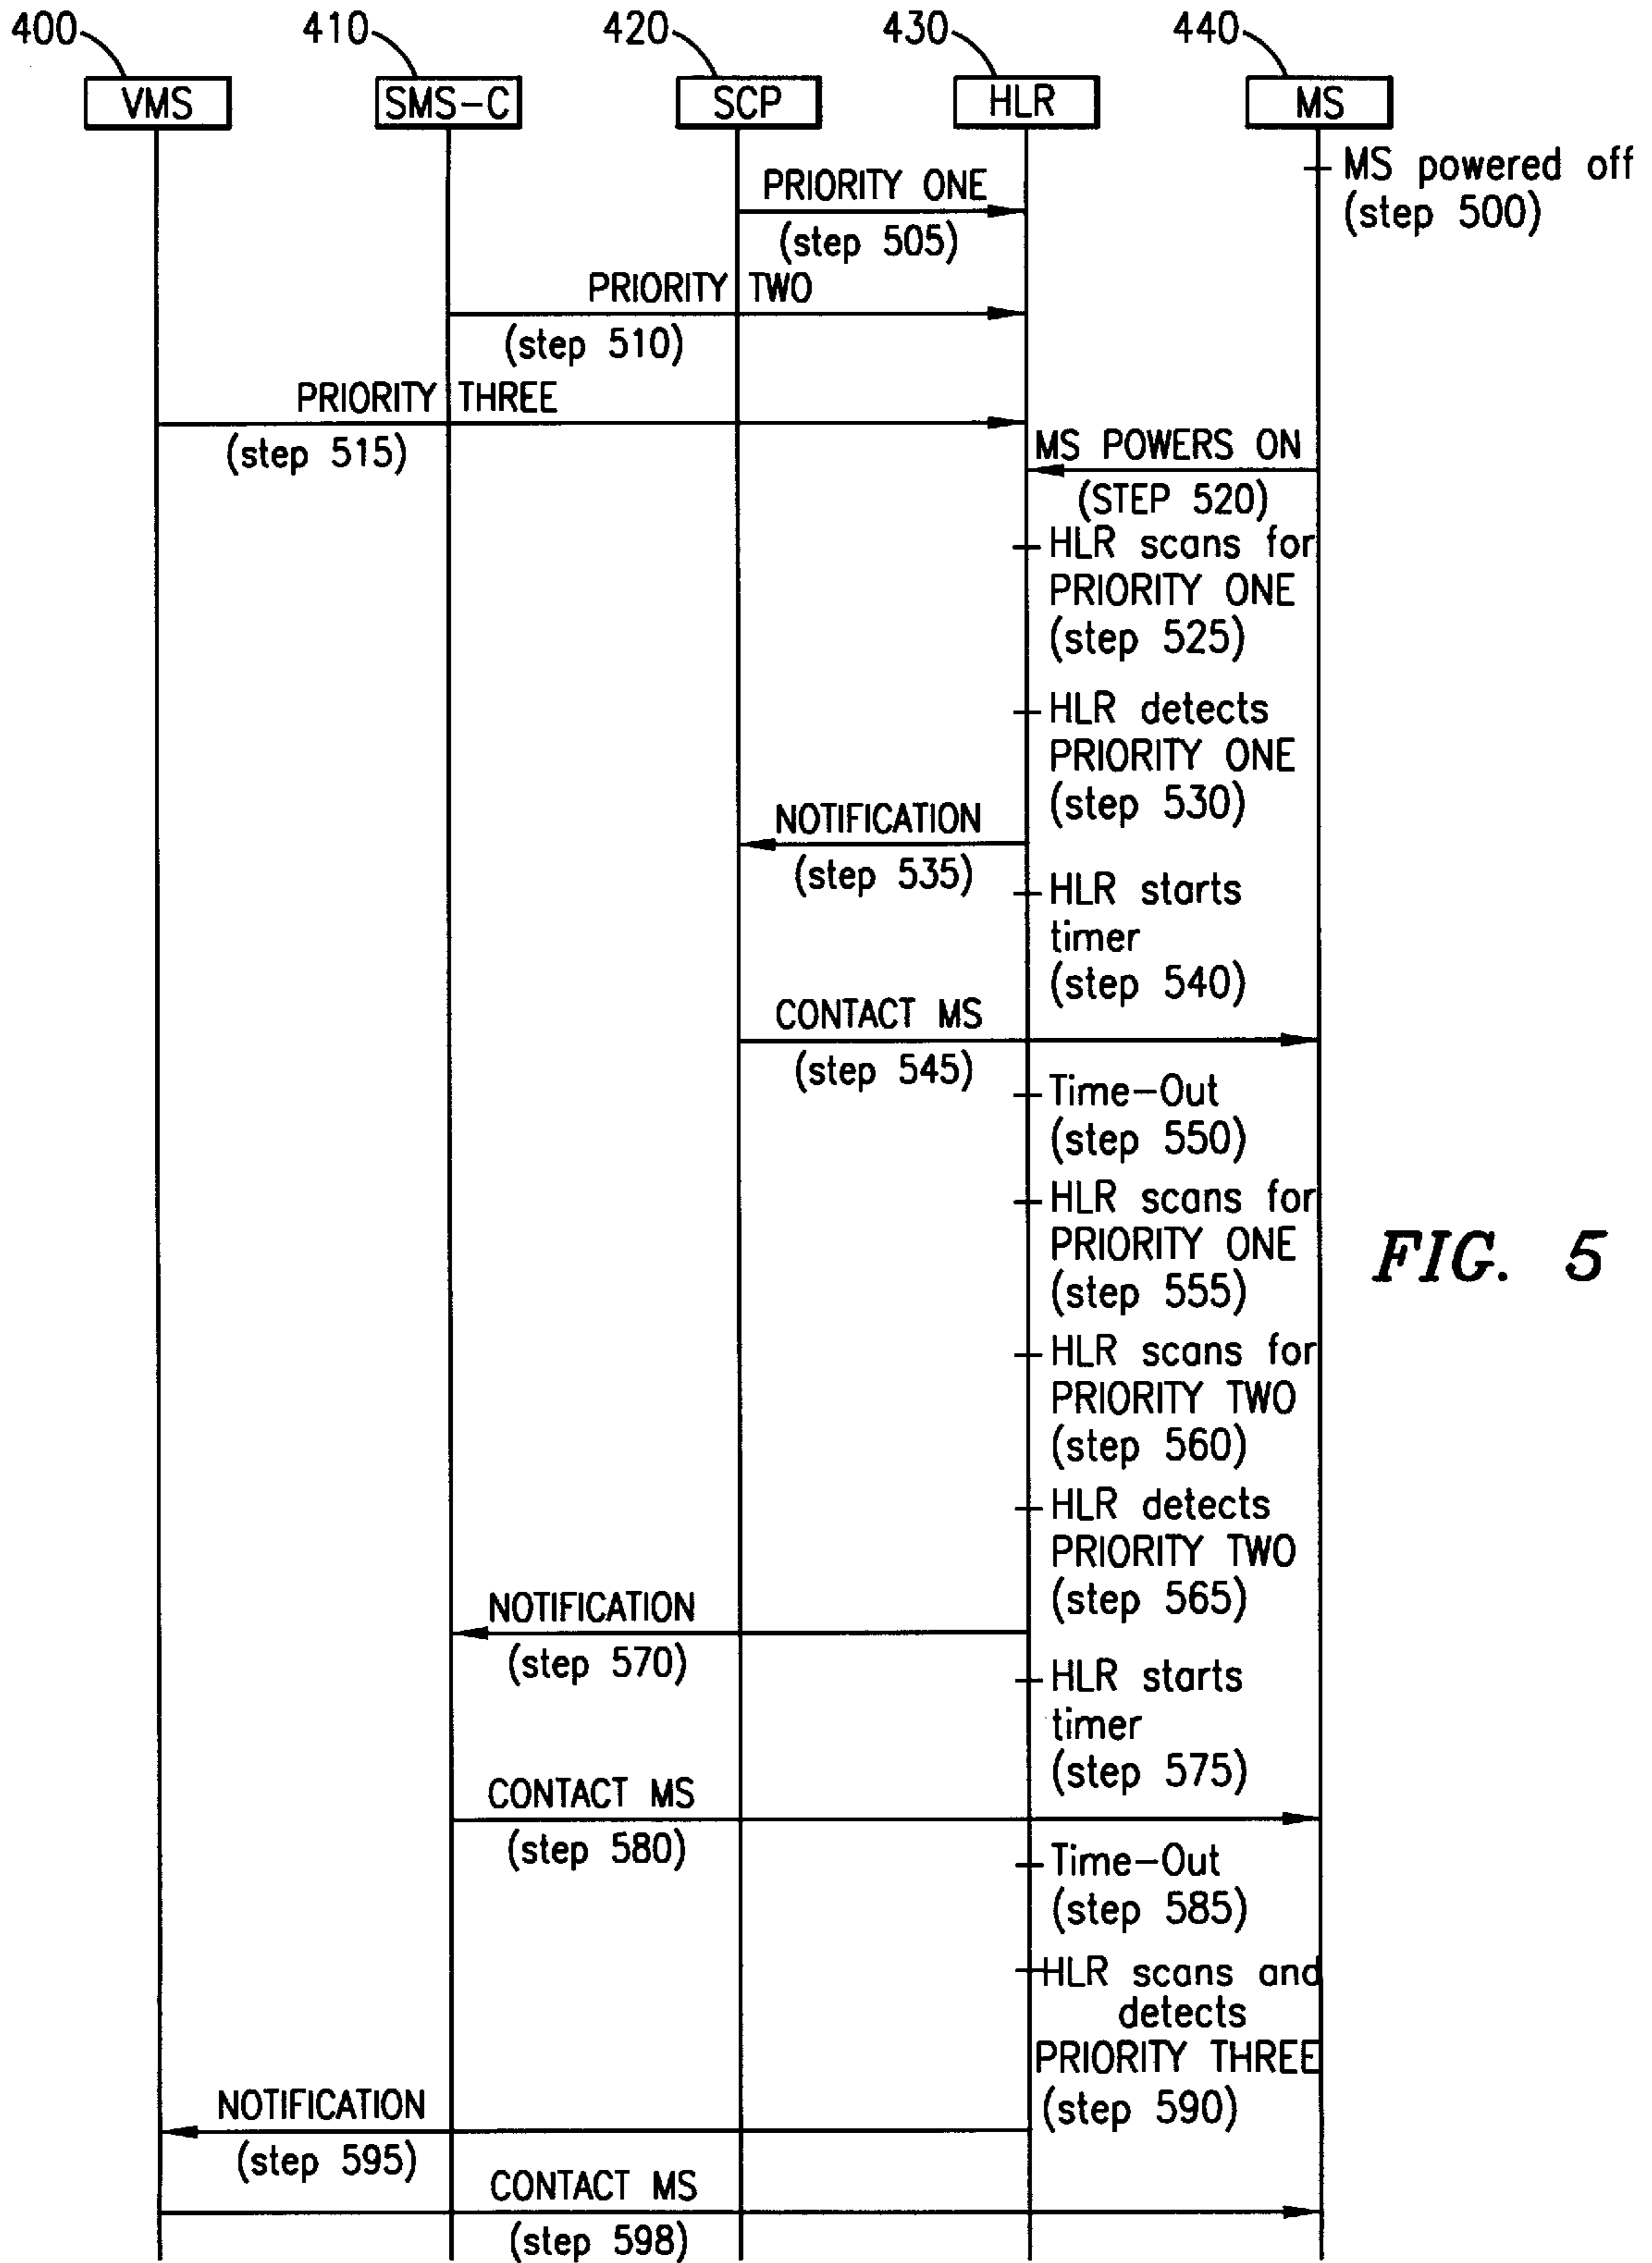 400
410
420
430
440
VMS
SMS-C
SCP
HLR
MS
MS powered off
(step 500)
PRIORITY ONE
(step 505)
PRIORITY TWO
(step 510)
PRIORITY THREE
(step 515)
MS POWERS ON
(STEP 520)
HLR scans for
PRIORITY ONE
(step 525)
HLR detects
PRIORITY ONE
(step 530)
NOTIFICATION
(step 535)
HLR starts
timer
(step 540)
CONTACT MS
(step 545)
Time-Out
(step 550)
HLR scans for
PRIORITY ONE
(step 555)
FIG. 5
HLR scans for
PRIORITY TWO
(step 560)
HLR detects
PRIORITY TWO
(step 565)
NOTIFICATION
(step 570)
HLR starts
timer
(step 575)
CONTACT MS
(step 580)
Time-Out
(step 585)
HLR scans and
detects
PRIORITY THREE
(step 590)
NOTIFICATION
(step 595)
CONTACT MS
(step 598)